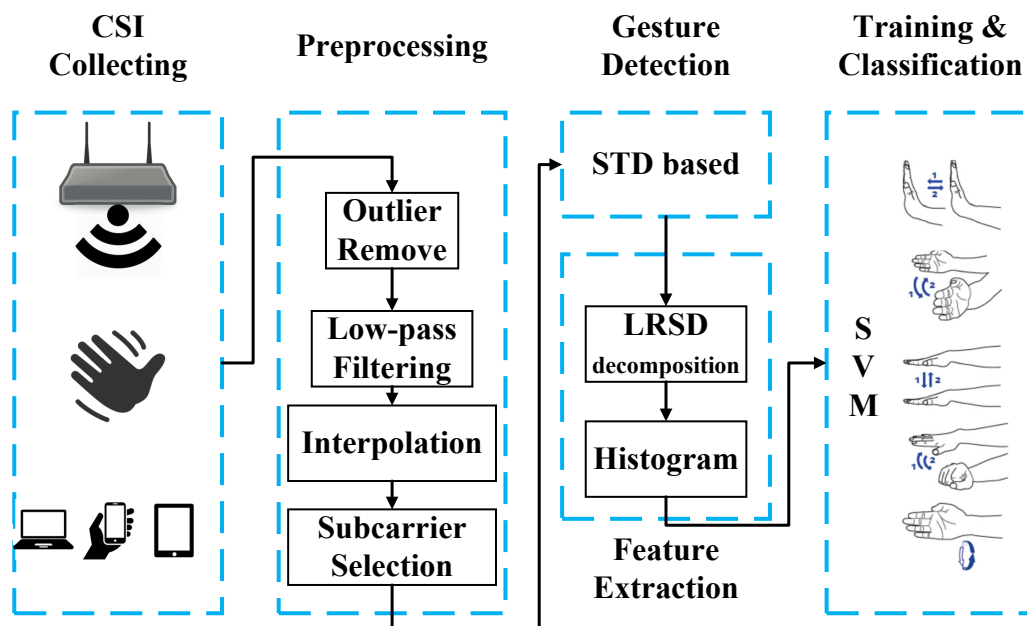 CSI
Collecting
Preprocessing
Outlier
Remove
Low-pass
Filtering
Interpolation
Subcarrier
Selection
Gesture
Detection
STD based
LRSD
decomposition
Histogram
Feature
Extraction
Training &
Classification
S
V
M
1
2
1 2
1 2
1 2